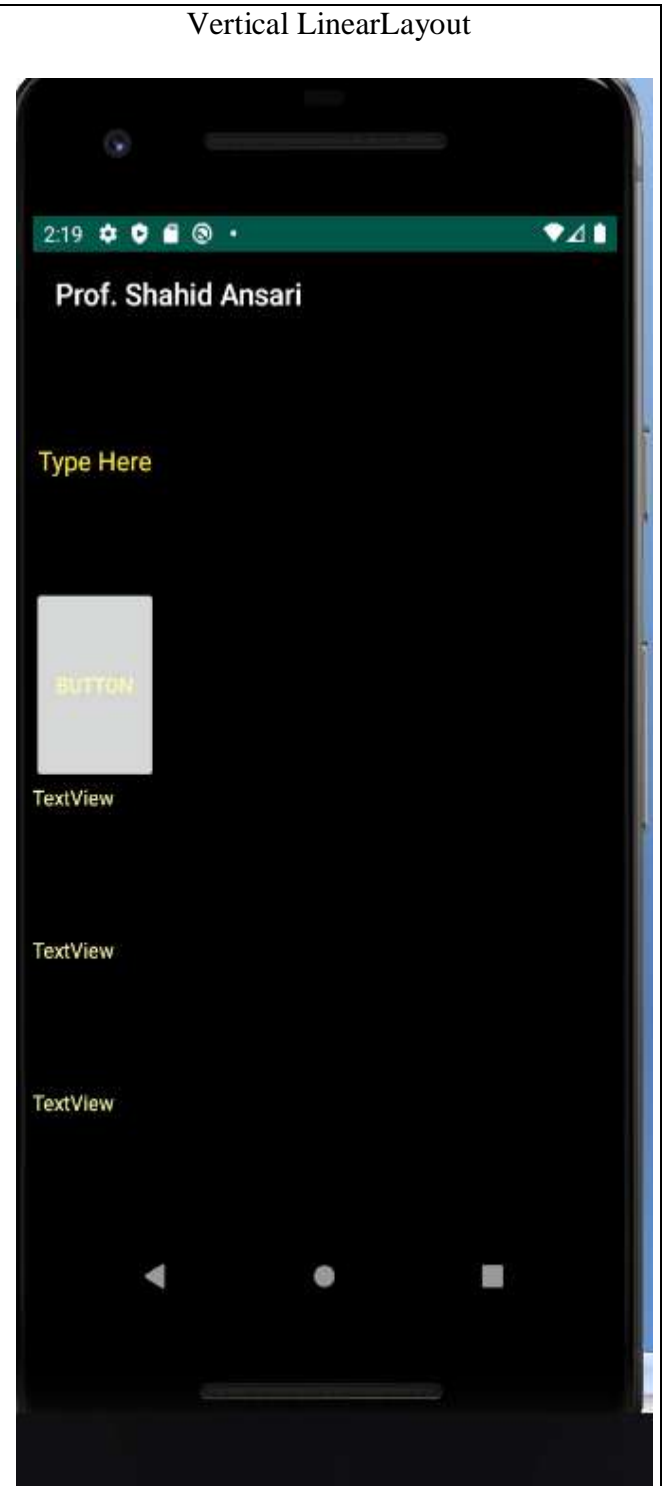 Vertical LinearLayout
2:19
Prof. Shahid Ansari
Type Here
BUTTON
TextView
TextView
TextView